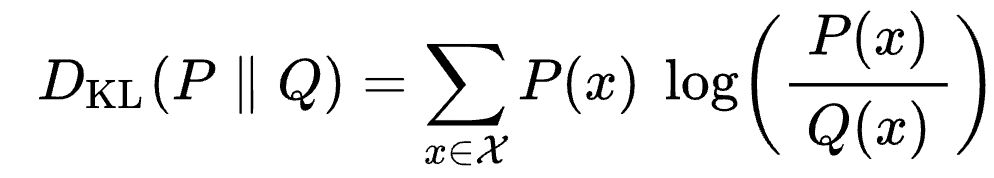 D_KL(P ∥ Q) = ∑_{x∈𝒳} P(x) log( P(x) / Q(x) )